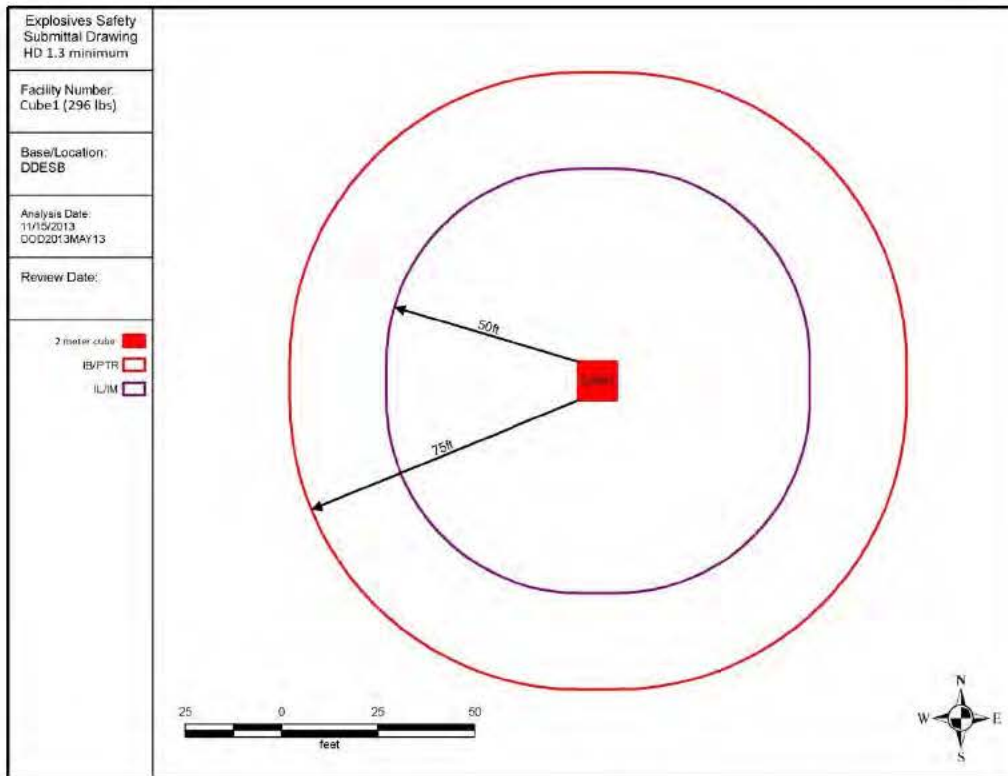 Explosives Safety
Submittal Drawing
HD 1.3 minimum
Facility Number:
Cube1 (296 lbs)
Base/Location:
DDESB
Analysis Date:
11/15/2013
DOD2013MAY13
Review Date:
2 meter cube
IB/PTR
IL/IM
50ft
75ft
25 0 25 50
feet
N
W E
S